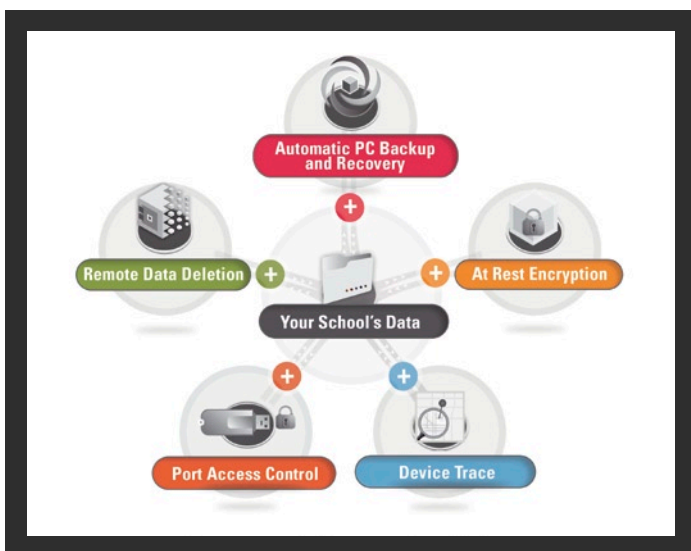 Automatic PC Backup
and Recovery
Remote Data Deletion
At Rest Encryption
Your School's Data
Port Access Control
Device Trace